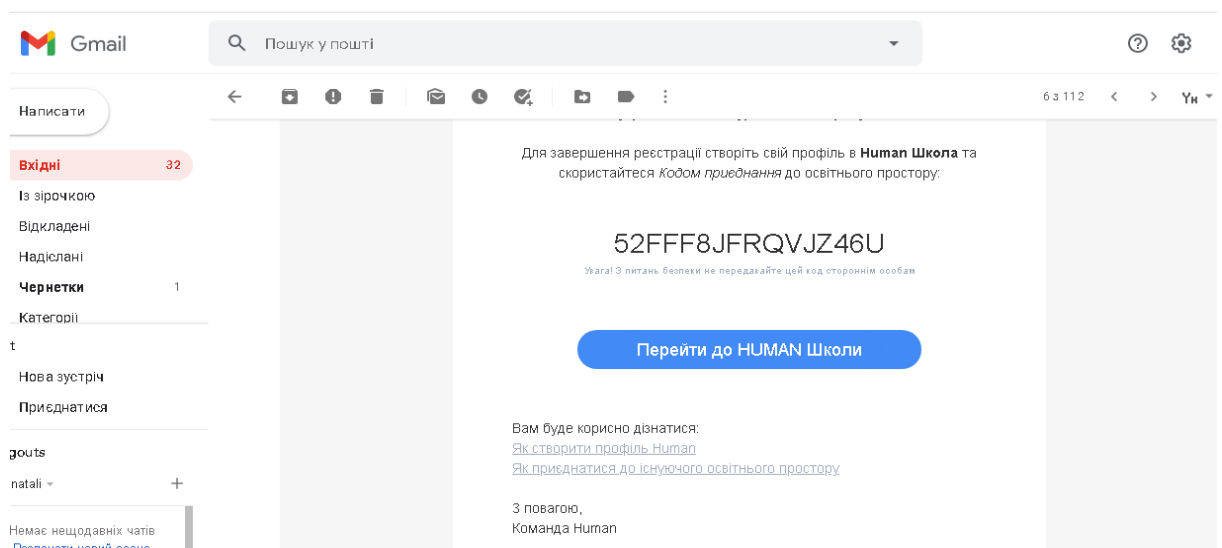 Gmail
Пошук у пошті
Написати
6 з 112
Ун
Вхідні 32
Із зірочкою
Відкладені
Надіслані
Чернетки 1
Категорії
t
Нова зустріч
Приєднатися
gouts
natali
Немає нещодавніх чатів
Для завершення реєстрації створіть свій профіль в Human Школа та
скористайтеся Кодом приєднання до освітнього простору:
52FFF8JFRQVJZ46U
Увага! З питань безпеки не передавайте цей код стороннім особам
Перейти до HUMAN Школи
Вам буде корисно дізнатися:
Як створити профіль Human
Як приєднатися до існуючого освітнього простору
З повагою,
Команда Human